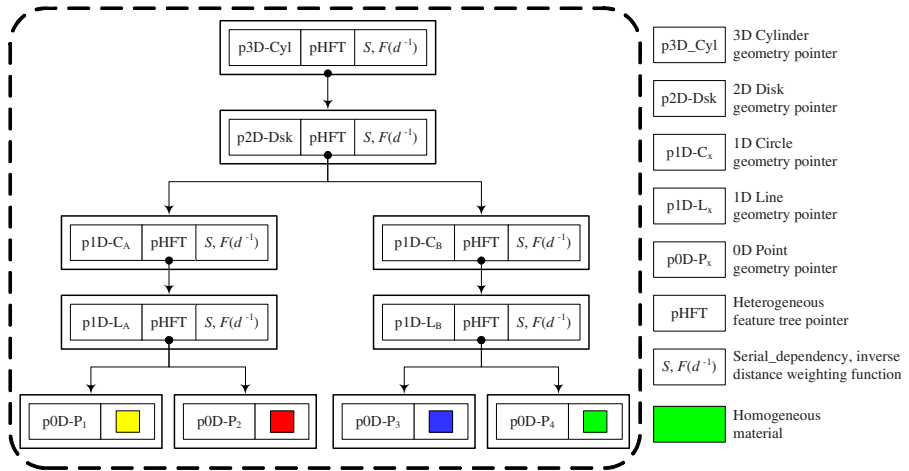 p3D-Cyl pHFT S, F(d⁻¹)
p2D-Dsk pHFT S, F(d⁻¹)
p1D-C_A pHFT S, F(d⁻¹)
p1D-C_B pHFT S, F(d⁻¹)
p1D-L_A pHFT S, F(d⁻¹)
p1D-L_B pHFT S, F(d⁻¹)
p0D-P₁
p0D-P₂
p0D-P₃
p0D-P₄
p3D_Cyl
3D Cylinder
geometry pointer
p2D-Dsk
2D Disk
geometry pointer
p1D-Cₓ
1D Circle
geometry pointer
p1D-Lₓ
1D Line
geometry pointer
p0D-Pₓ
0D Point
geometry pointer
pHFT
Heterogeneous
feature tree pointer
S, F(d⁻¹)
Serial_dependency, inverse
distance weighting function
Homogeneous
material